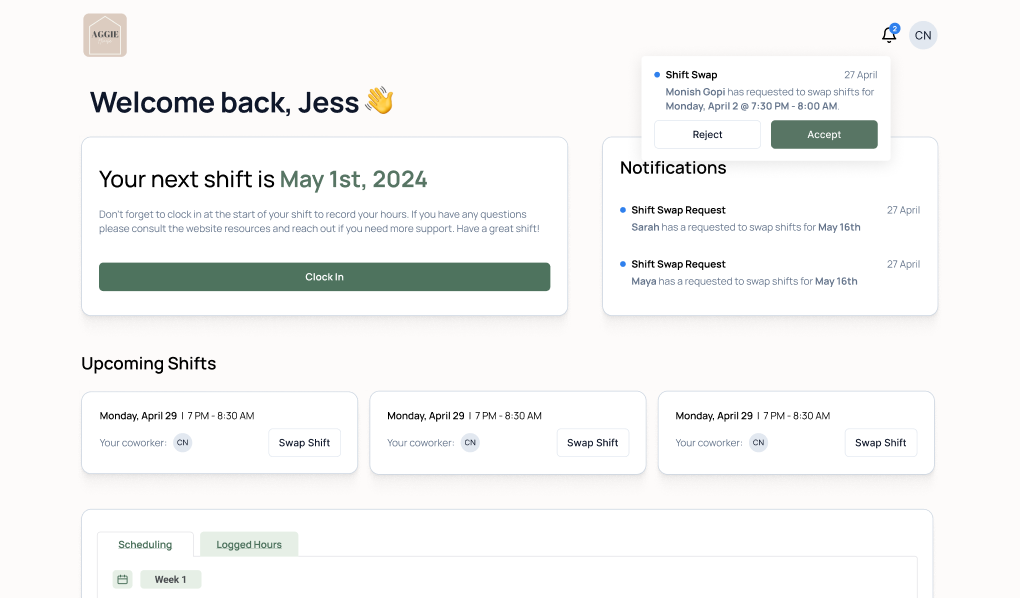 AGGIE
2
CN
Shift Swap 27 April
Monish Gopi has requested to swap shifts for
Monday, April 2 @ 7:30 PM - 8:00 AM.
Reject Accept
Welcome back, Jess
Your next shift is May 1st, 2024
Don't forget to clock in at the start of your shift to record your hours. If you have any questions
please consult the website resources and reach out if you need more support. Have a great shift!
Clock In
Notifications
Shift Swap Request 27 April
Sarah has a requested to swap shifts for May 16th
Shift Swap Request 27 April
Maya has a requested to swap shifts for May 16th
Upcoming Shifts
Monday, April 29 | 7 PM - 8:30 AM
Your coworker: CN Swap Shift
Monday, April 29 | 7 PM - 8:30 AM
Your coworker: CN Swap Shift
Monday, April 29 | 7 PM - 8:30 AM
Your coworker: CN Swap Shift
Scheduling Logged Hours
Week 1